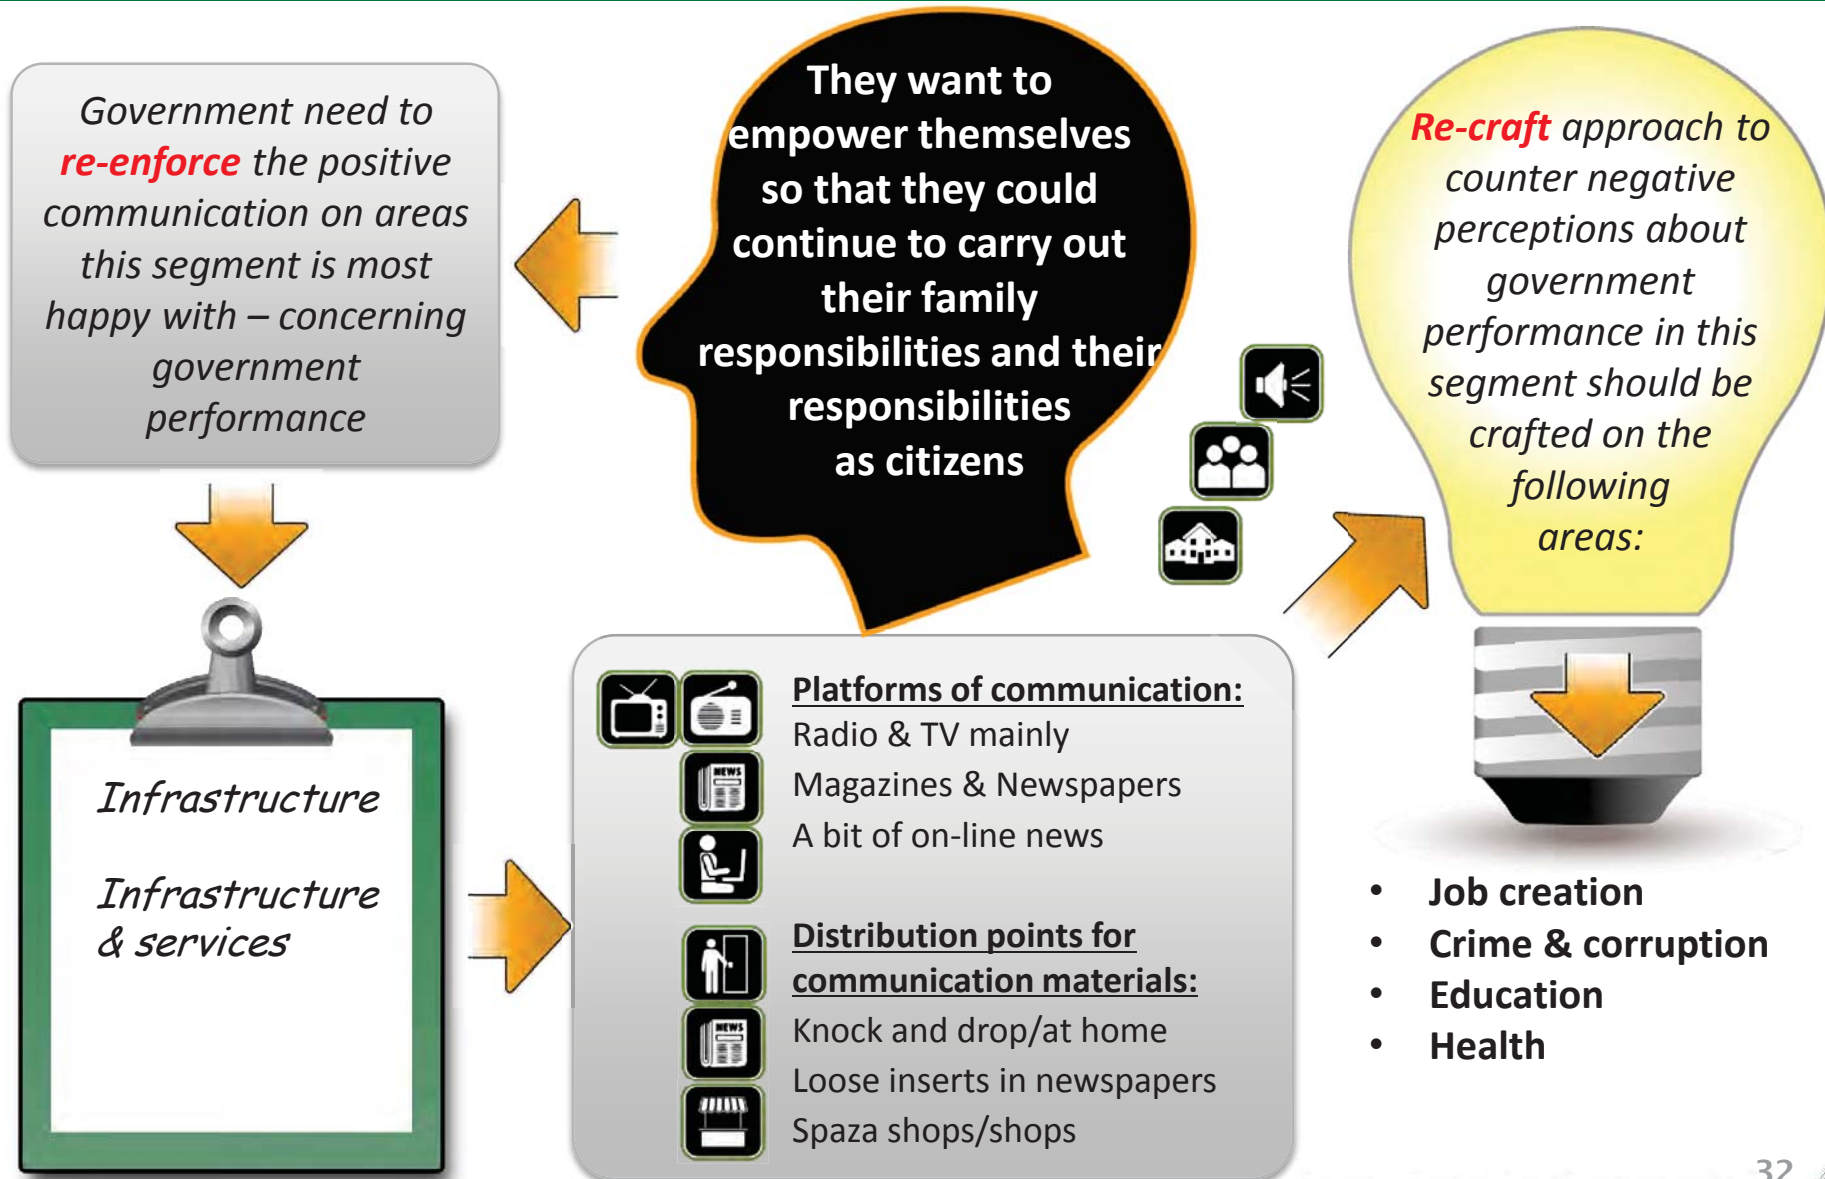 Government need to
re-enforce the positive
communication on areas
this segment is most
happy with – concerning
government
performance
They want to
empower themselves
so that they could
continue to carry out
their family
responsibilities and their
responsibilities
as citizens
Re-craft approach to
counter negative
perceptions about
government
performance in this
segment should be
crafted on the
following
areas:
Infrastructure
Infrastructure
& services
Platforms of communication:
Radio & TV mainly
NEWS
Magazines & Newspapers
A bit of on-line news
Distribution points for
communication materials:
NEWS
Knock and drop/at home
Loose inserts in newspapers
Spaza shops/shops
• Job creation
• Crime & corruption
• Education
• Health
32